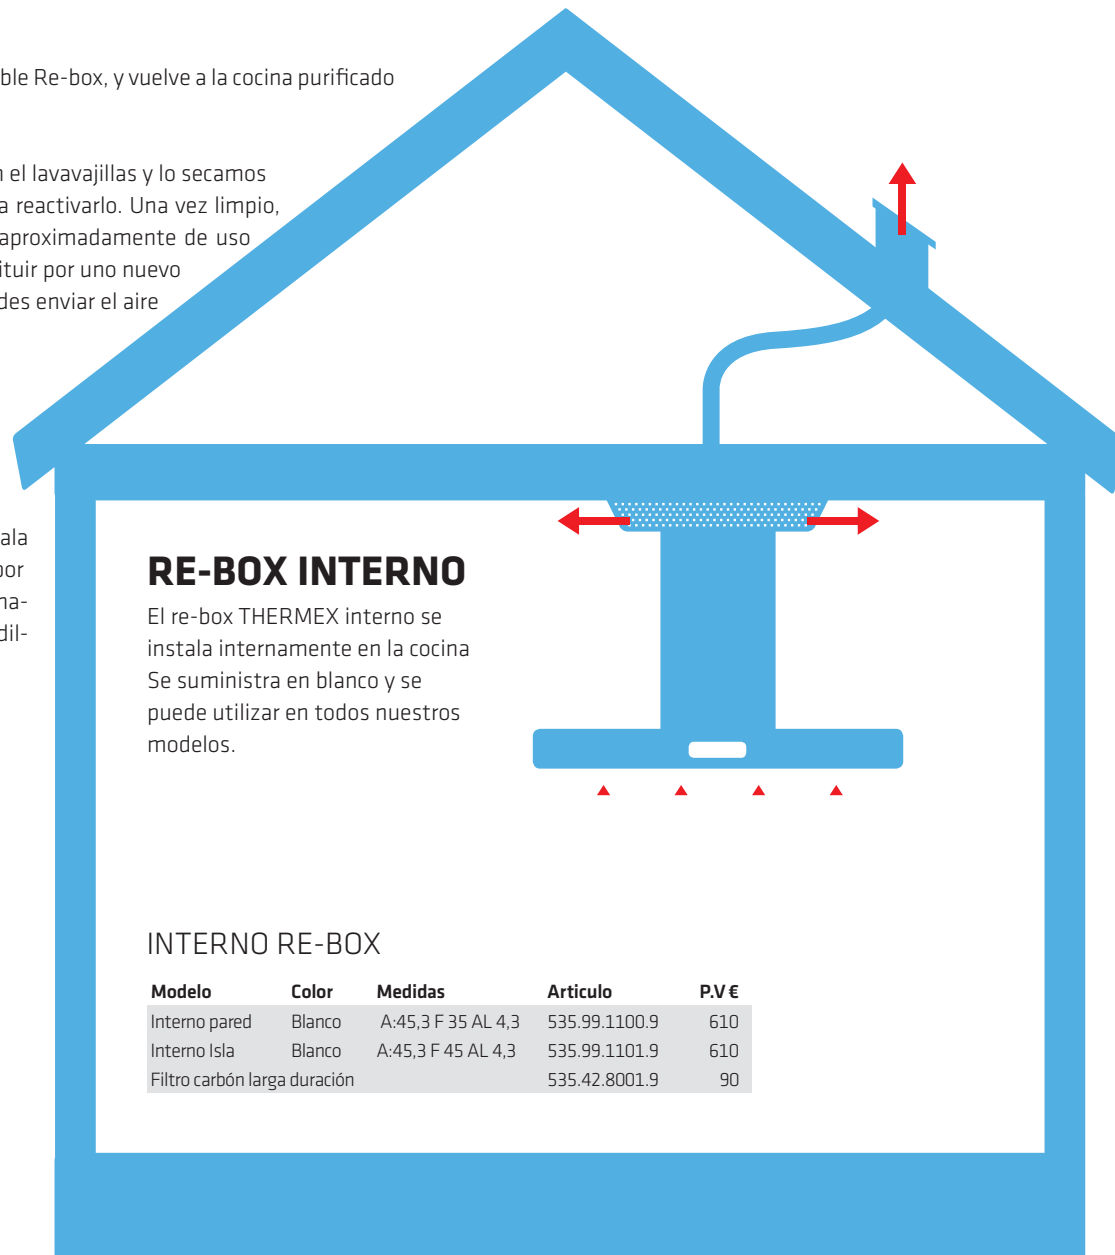 ble Re-box, y vuelve a la cocina purificado
el lavavajillas y lo secamos
a reactivarlo. Una vez limpio,
aproximadamente de uso
ituir por uno nuevo
des enviar el aire
ala
por
na-
dil-
RE-BOX INTERNO
El re-box THERMEX interno se
instala internamente en la cocina
Se suministra en blanco y se
puede utilizar en todos nuestros
modelos.
INTERNO RE-BOX
Modelo Color Medidas Articulo P.V €
Interno pared Blanco A:45,3 F 35 AL 4,3 535.99.1100.9 610
Interno Isla Blanco A:45,3 F 45 AL 4,3 535.99.1101.9 610
Filtro carbón larga duración 535.42.8001.9 90